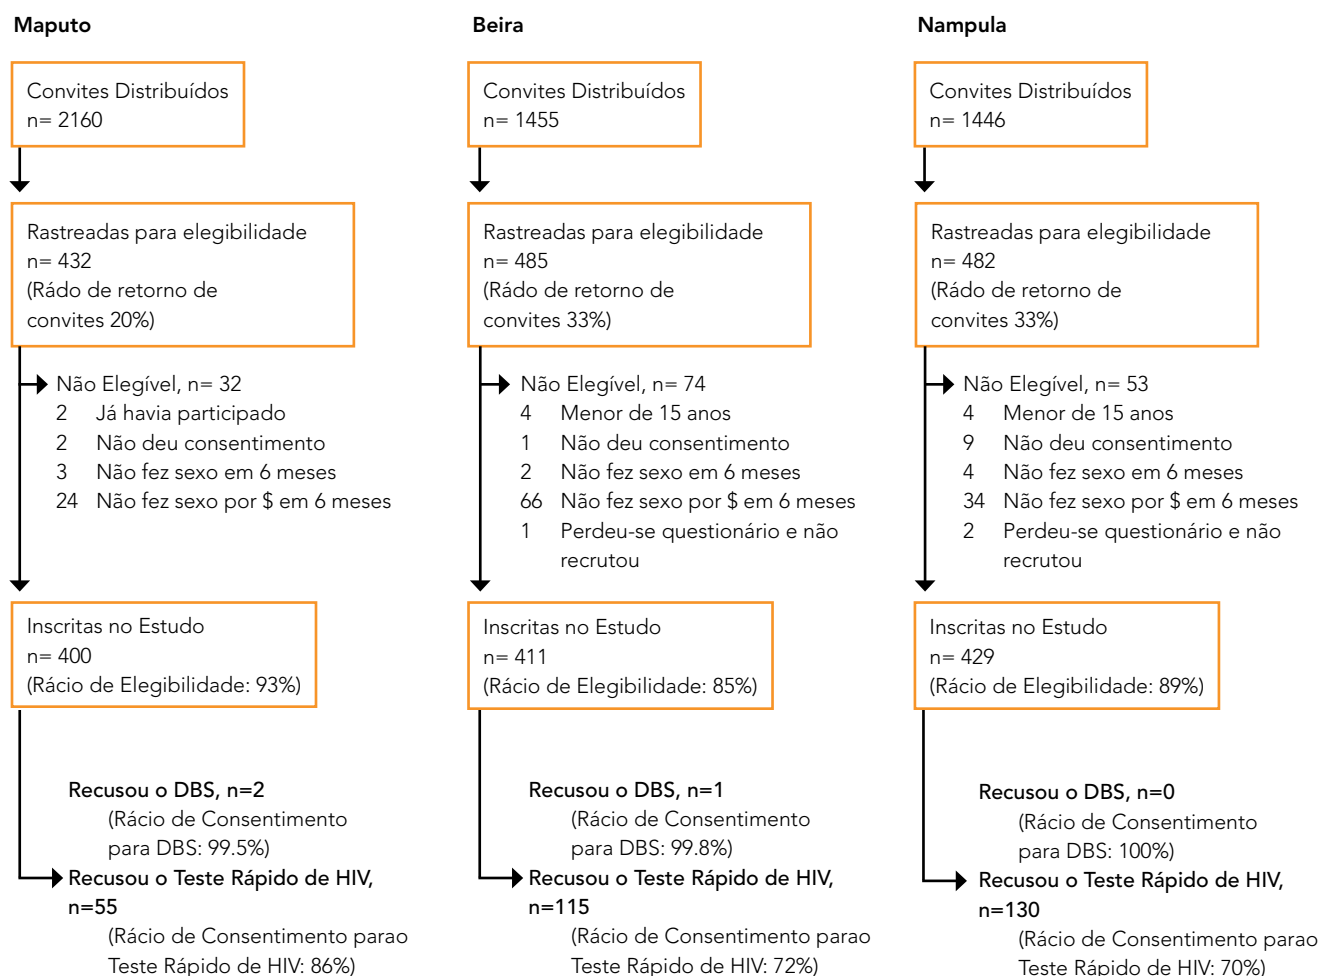 Maputo
Convites Distribuídos
n= 2160
Rastreadas para elegibilidade
n= 432
(Rádo de retorno de
convites 20%)
Não Elegível, n= 32
2 Já havia participado
2 Não deu consentimento
3 Não fez sexo em 6 meses
24 Não fez sexo por $ em 6 meses
Inscritas no Estudo
n= 400
(Rácio de Elegibilidade: 93%)
Recusou o DBS, n=2
(Rácio de Consentimento
para DBS: 99.5%)
Recusou o Teste Rápido de HIV,
n=55
(Rácio de Consentimento parao
Teste Rápido de HIV: 86%)
Beira
Convites Distribuídos
n= 1455
Rastreadas para elegibilidade
n= 485
(Rádo de retorno de
convites 33%)
Não Elegível, n= 74
4 Menor de 15 anos
1 Não deu consentimento
2 Não fez sexo em 6 meses
66 Não fez sexo por $ em 6 meses
1 Perdeu-se questionário e não
recrutou
Inscritas no Estudo
n= 411
(Rácio de Elegibilidade: 85%)
Recusou o DBS, n=1
(Rácio de Consentimento
para DBS: 99.8%)
Recusou o Teste Rápido de HIV,
n=115
(Rácio de Consentimento parao
Teste Rápido de HIV: 72%)
Nampula
Convites Distribuídos
n= 1446
Rastreadas para elegibilidade
n= 482
(Rádo de retorno de
convites 33%)
Não Elegível, n= 53
4 Menor de 15 anos
9 Não deu consentimento
4 Não fez sexo em 6 meses
34 Não fez sexo por $ em 6 meses
2 Perdeu-se questionário e não
recrutou
Inscritas no Estudo
n= 429
(Rácio de Elegibilidade: 89%)
Recusou o DBS, n=0
(Rácio de Consentimento
para DBS: 100%)
Recusou o Teste Rápido de HIV,
n=130
(Rácio de Consentimento parao
Teste Rápido de HIV: 70%)